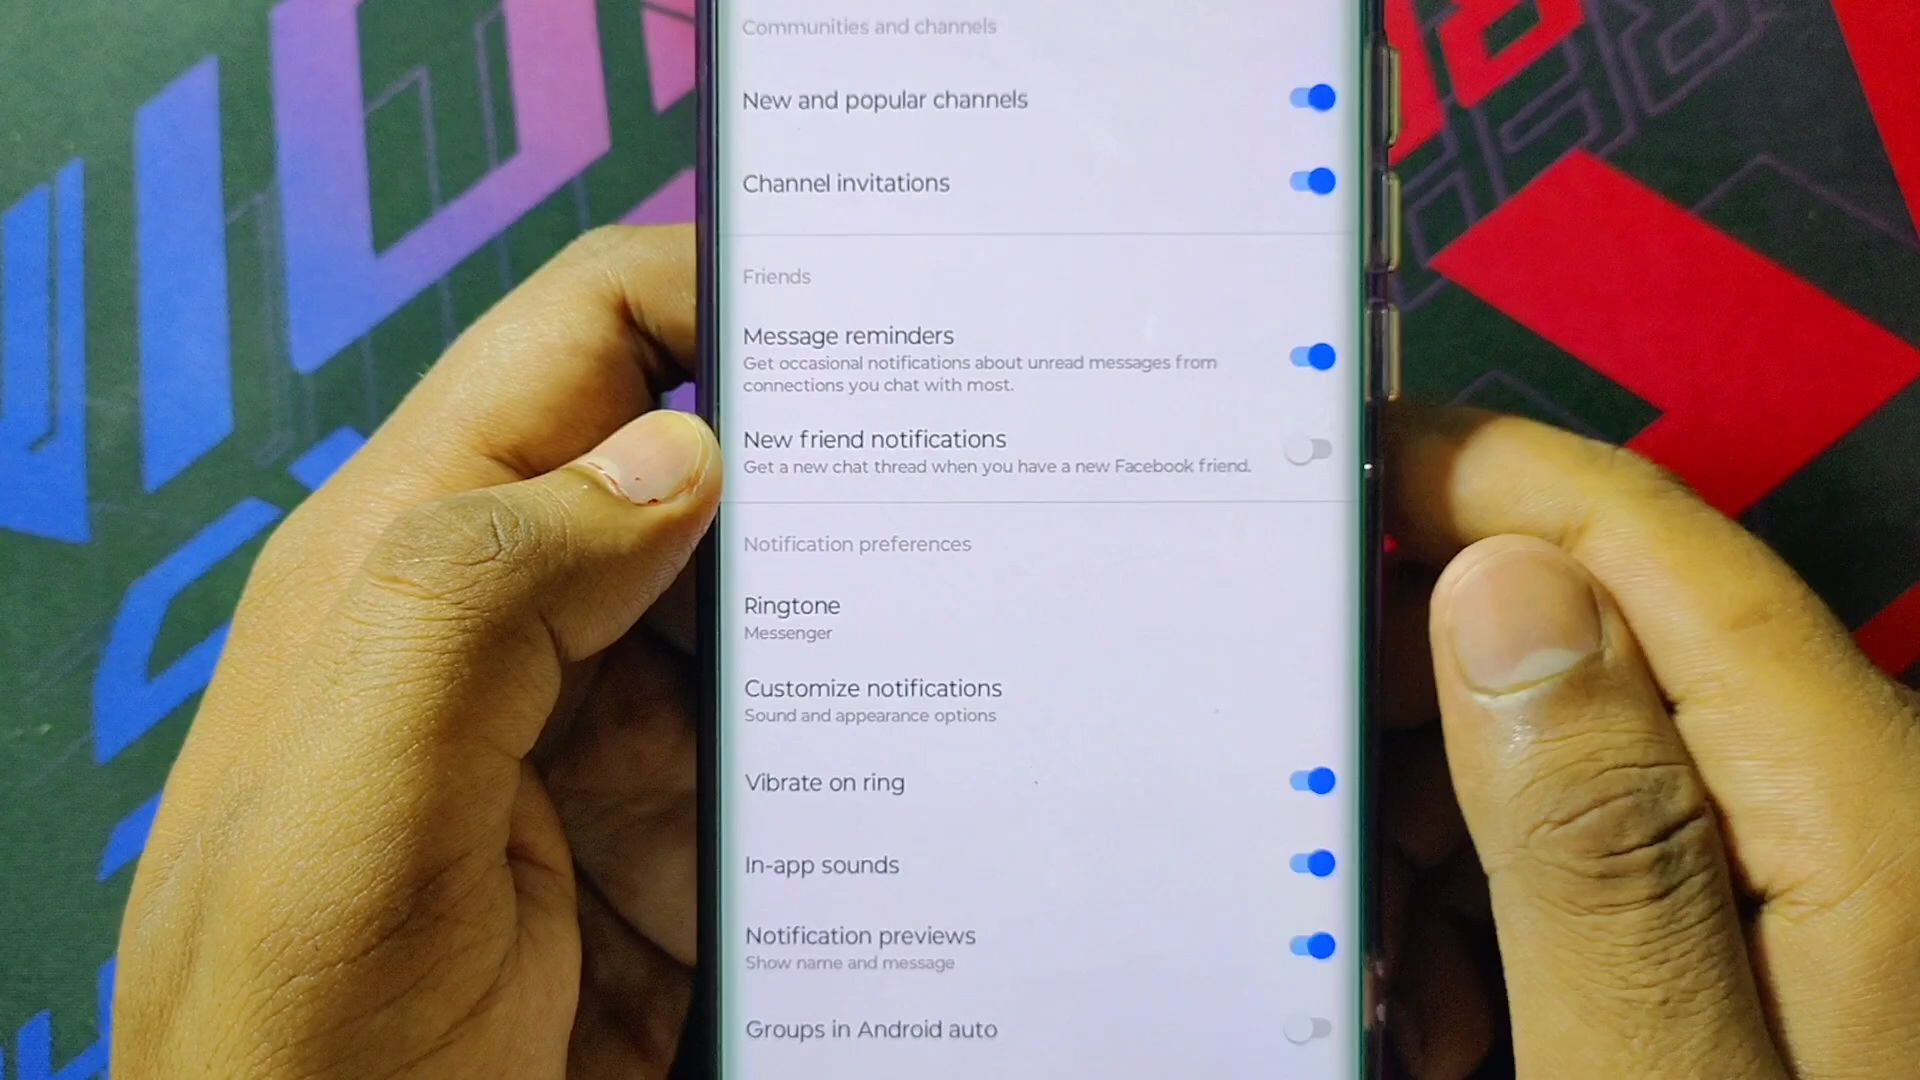 Communities and channels
New and popular channels
Channel invitations
Friends
Message reminders
Get occasional notifications about unread messages from
connections you chat with most.
New friend notifications
Get a new chat thread when you have a new Facebook friend.
Notification preferences
Ringtone
Messenger
Customize notifications
Sound and appearance options
Vibrate on ring
In-app sounds
Notification previews
Show name and message
Groups in Android auto